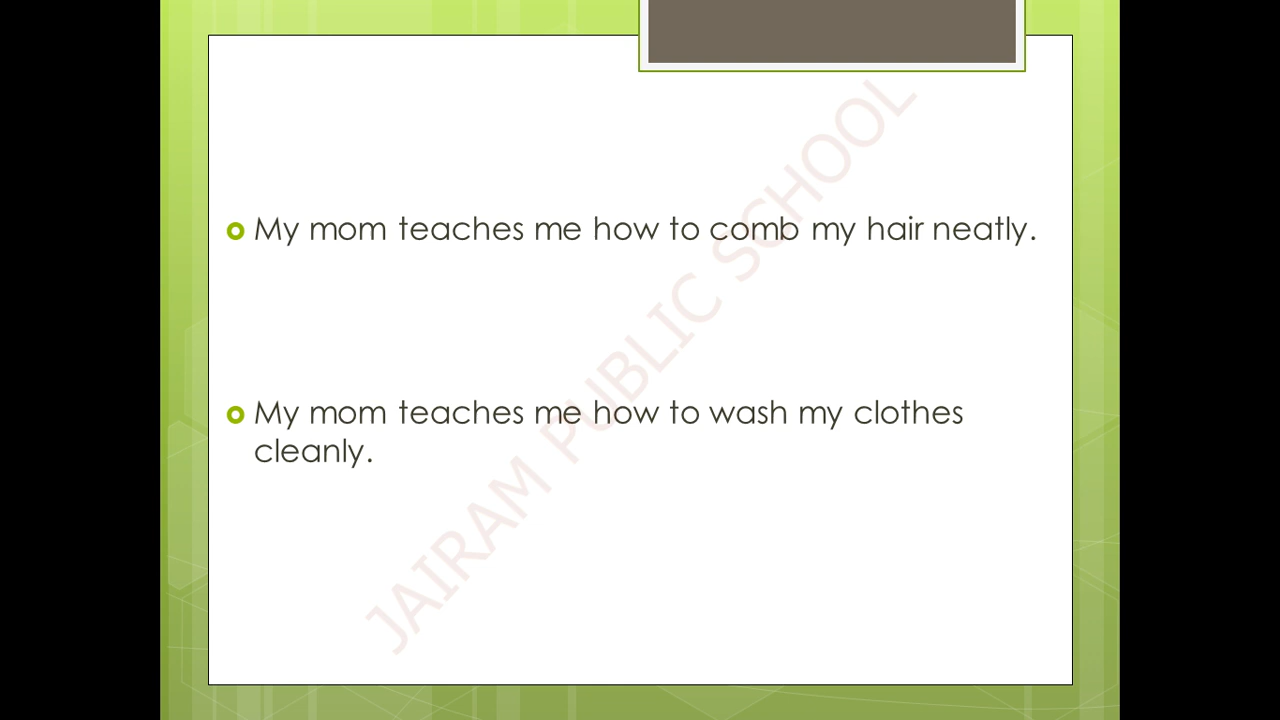 My mom teaches me how to comb my hair neatly.
My mom teaches me how to wash my clothes
cleanly.
JAIRAM PUBLIC SCHOOL